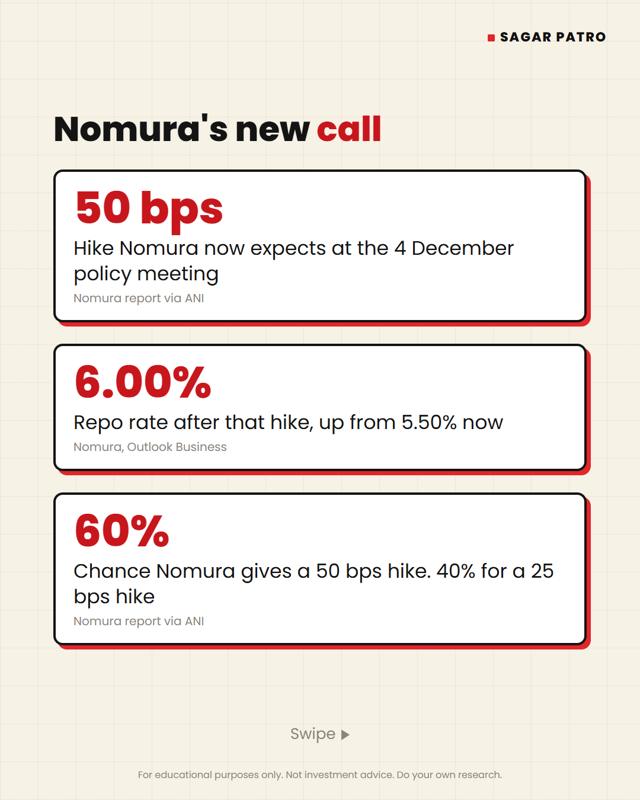 SAGAR PATRO
Nomura's new call
50 bps
Hike Nomura now expects at the 4 December
policy meeting
Nomura report via ANI
6.00%
Repo rate after that hike, up from 5.50% now
Nomura, Outlook Business
60%
Chance Nomura gives a 50 bps hike. 40% for a 25
bps hike
Nomura report via ANI
Swipe ▶
For educational purposes only. Not investment advice. Do your own research.